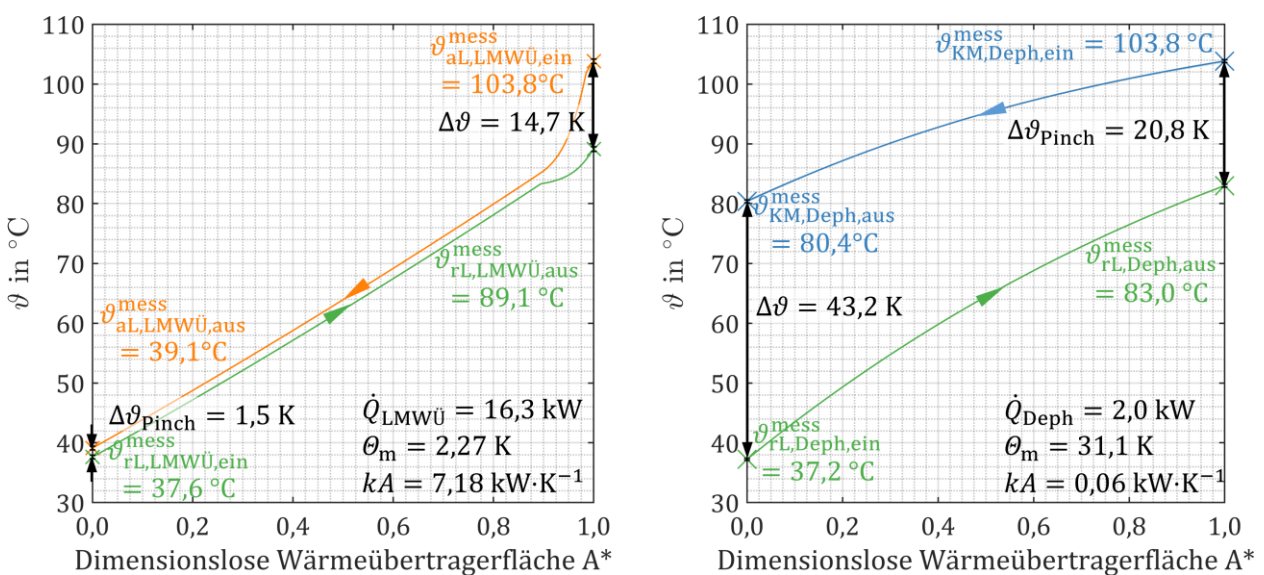 110
100
90
80
70
60
50
40
30
ϑ in °C
ϑ^mess_aL,LMWÜ,ein
= 103,8°C
Δϑ = 14,7 K
ϑ^mess_rL,LMWÜ,aus
= 89,1 °C
ϑ^mess_aL,LMWÜ,aus
= 39,1°C
Δϑ_Pinch = 1,5 K
ϑ^mess_rL,LMWÜ,ein
= 37,6 °C
Q̇_LMWÜ = 16,3 kW
Θ_m = 2,27 K
kA = 7,18 kW·K⁻¹
0,0 0,2 0,4 0,6 0,8 1,0
Dimensionslose Wärmeübertragerfläche A*
110
100
90
80
70
60
50
40
30
ϑ in °C
ϑ^mess_KM,Deph,ein = 103,8 °C
Δϑ_Pinch = 20,8 K
ϑ^mess_KM,Deph,aus
= 80,4°C
ϑ^mess_rL,Deph,aus
= 83,0 °C
Δϑ = 43,2 K
ϑ^mess_rL,Deph,ein
= 37,2 °C
Q̇_Deph = 2,0 kW
Θ_m = 31,1 K
kA = 0,06 kW·K⁻¹
0,0 0,2 0,4 0,6 0,8 1,0
Dimensionslose Wärmeübertragerfläche A*